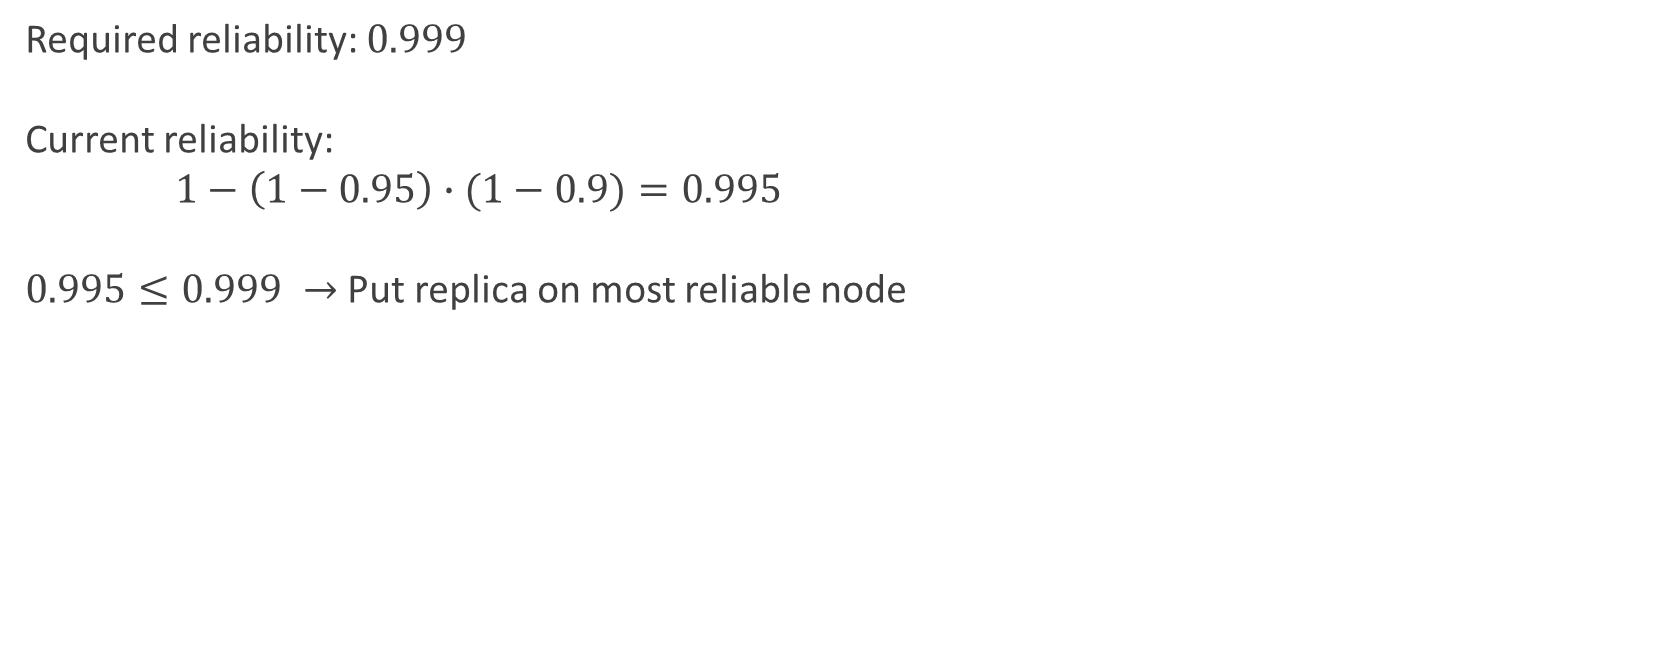 Required reliability: 0.999
Current reliability:
1 − (1 − 0.95) · (1 − 0.9) = 0.995
0.995 ≤ 0.999 → Put replica on most reliable node